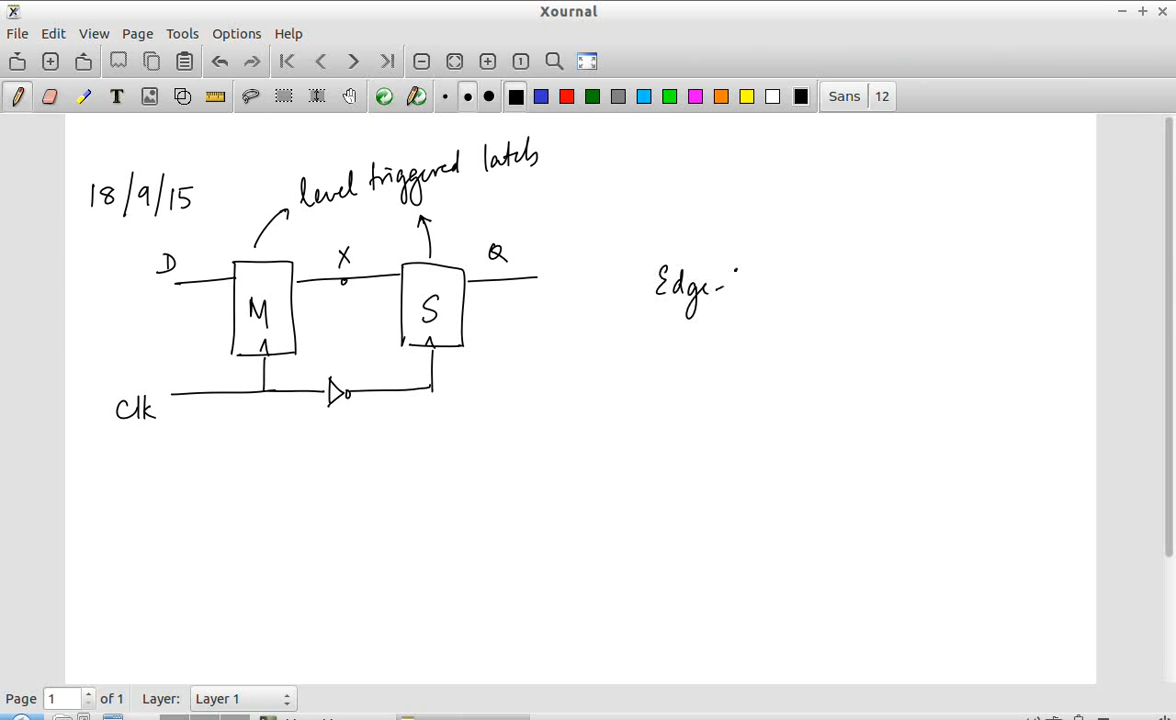 Xournal
File Edit View Page Tools Options Help
Sans 12
18/9/15
level triggered latch
D
X
Q
M
S
Clk
Edge-
Page 1 of 1 Layer: Layer 1